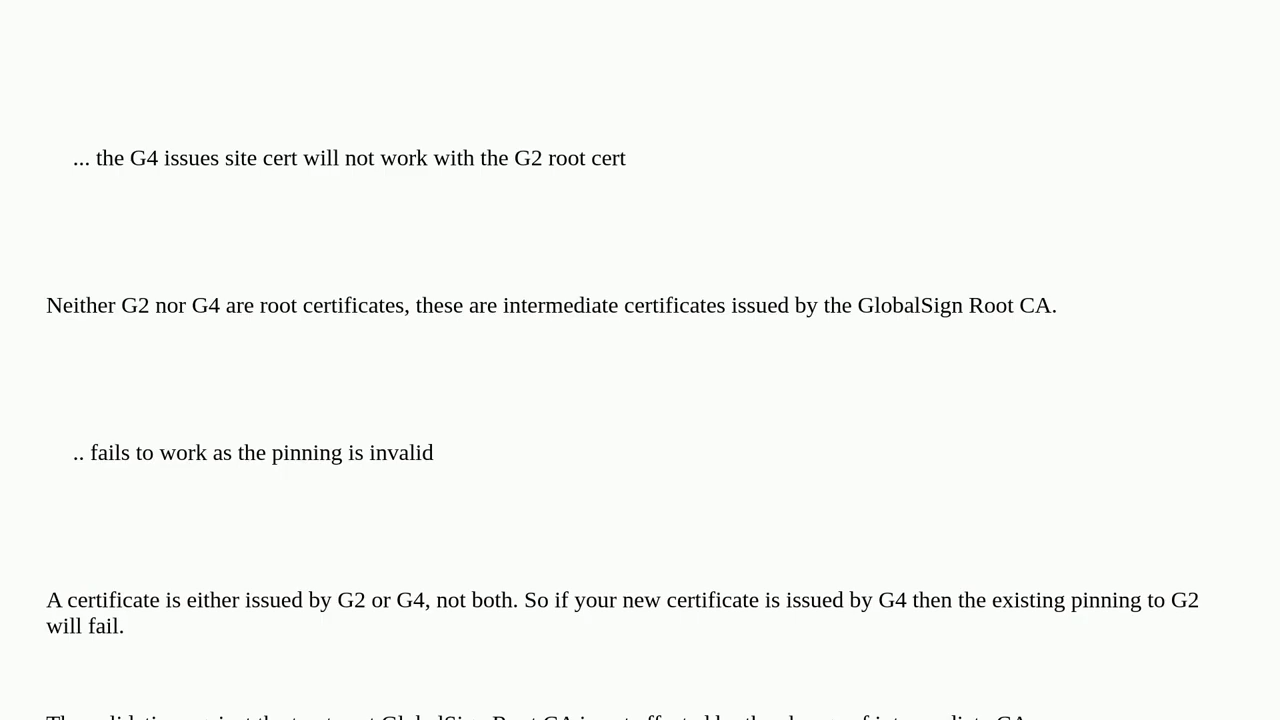 ... the G4 issues site cert will not work with the G2 root cert
Neither G2 nor G4 are root certificates, these are intermediate certificates issued by the GlobalSign Root CA.
.. fails to work as the pinning is invalid
A certificate is either issued by G2 or G4, not both. So if your new certificate is issued by G4 then the existing pinning to G2
will fail.